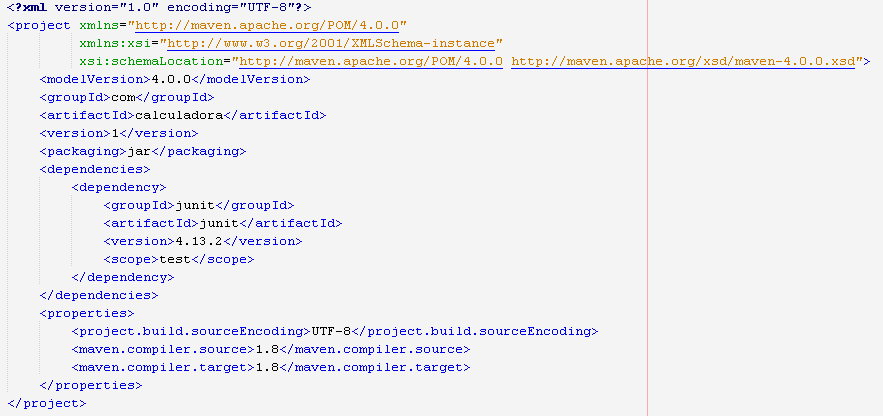 <?xml version="1.0" encoding="UTF-8"?>
<project xmlns="http://maven.apache.org/POM/4.0.0"
         xmlns:xsi="http://www.w3.org/2001/XMLSchema-instance"
         xsi:schemaLocation="http://maven.apache.org/POM/4.0.0 http://maven.apache.org/xsd/maven-4.0.0.xsd">
    <modelVersion>4.0.0</modelVersion>
    <groupId>com</groupId>
    <artifactId>calculadora</artifactId>
    <version>1</version>
    <packaging>jar</packaging>
    <dependencies>
        <dependency>
            <groupId>junit</groupId>
            <artifactId>junit</artifactId>
            <version>4.13.2</version>
            <scope>test</scope>
        </dependency>
    </dependencies>
    <properties>
        <project.build.sourceEncoding>UTF-8</project.build.sourceEncoding>
        <maven.compiler.source>1.8</maven.compiler.source>
        <maven.compiler.target>1.8</maven.compiler.target>
    </properties>
</project>